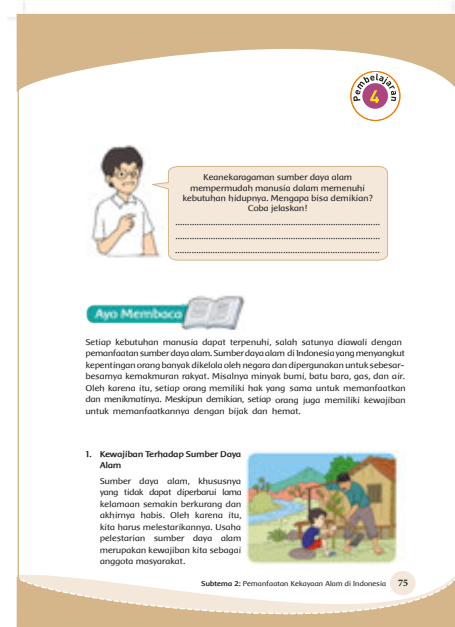 Pembelajaran
4
Keanekaragaman sumber daya alam
mempermudah manusia dalam memenuhi
kebutuhan hidupnya. Mengapa bisa demikian?
Coba jelaskan!
Ayo Membaca
Setiap kebutuhan manusia dapat terpenuhi, salah satunya diawali dengan
pemanfaatan sumber daya alam. Sumber daya alam di Indonesia yang menyangkut
kepentingan orang banyak dikelola oleh negara dan dipergunakan untuk sebesar-
besarnya kemakmuran rakyat. Misalnya minyak bumi, batu bara, gas, dan air.
Oleh karena itu, setiap orang memiliki hak yang sama untuk memanfaatkan
dan menikmatinya. Meskipun demikian, setiap orang juga memiliki kewajiban
untuk memanfaatkannya dengan bijak dan hemat.
1. Kewajiban Terhadap Sumber Daya
Alam
Sumber daya alam, khususnya
yang tidak dapat diperbarui lama
kelamaan semakin berkurang dan
akhirnya habis. Oleh karena itu,
kita harus melestarikannya. Usaha
pelestarian sumber daya alam
merupakan kewajiban kita sebagai
anggota masyarakat.
Subtema 2: Pemanfaatan Kekayaan Alam di Indonesia 75